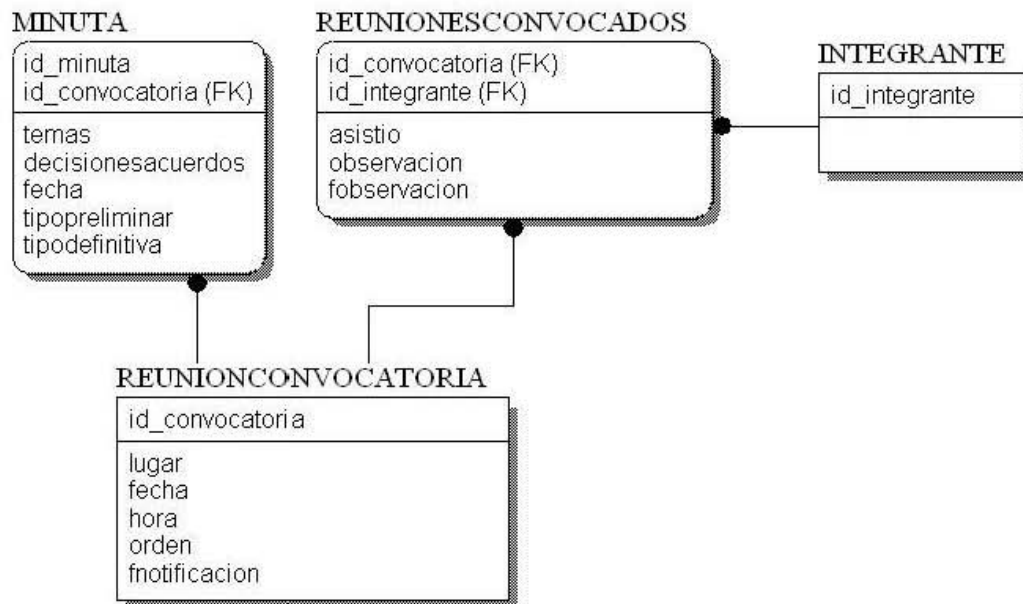 MINUTA
id_minuta
id_convocatoria (FK)
temas
decisionesacuerdos
fecha
tipopreliminar
tipodefinitiva
REUNIONESCONVOCADOS
id_convocatoria (FK)
id_integrante (FK)
asistio
observacion
fobservacion
INTEGRANTE
id_integrante
REUNIONCONVOCATORIA
id_convocatoria
lugar
fecha
hora
orden
fnotificacion